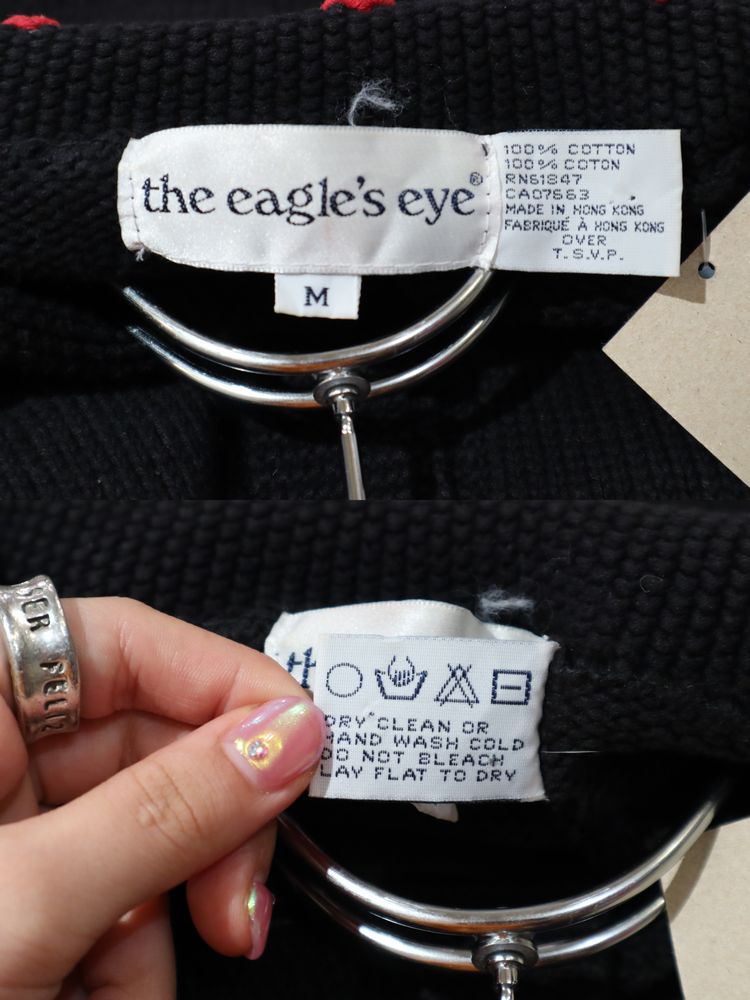 the eagle's eye®
M
100% COTTON
100% COTON
RN61847
CA07663
MADE IN HONG KONG
FABRIQUÉ À HONG KONG
OVER
T.S.V.P.
DRY CLEAN OR
HAND WASH COLD
DO NOT BLEACH
LAY FLAT TO DRY